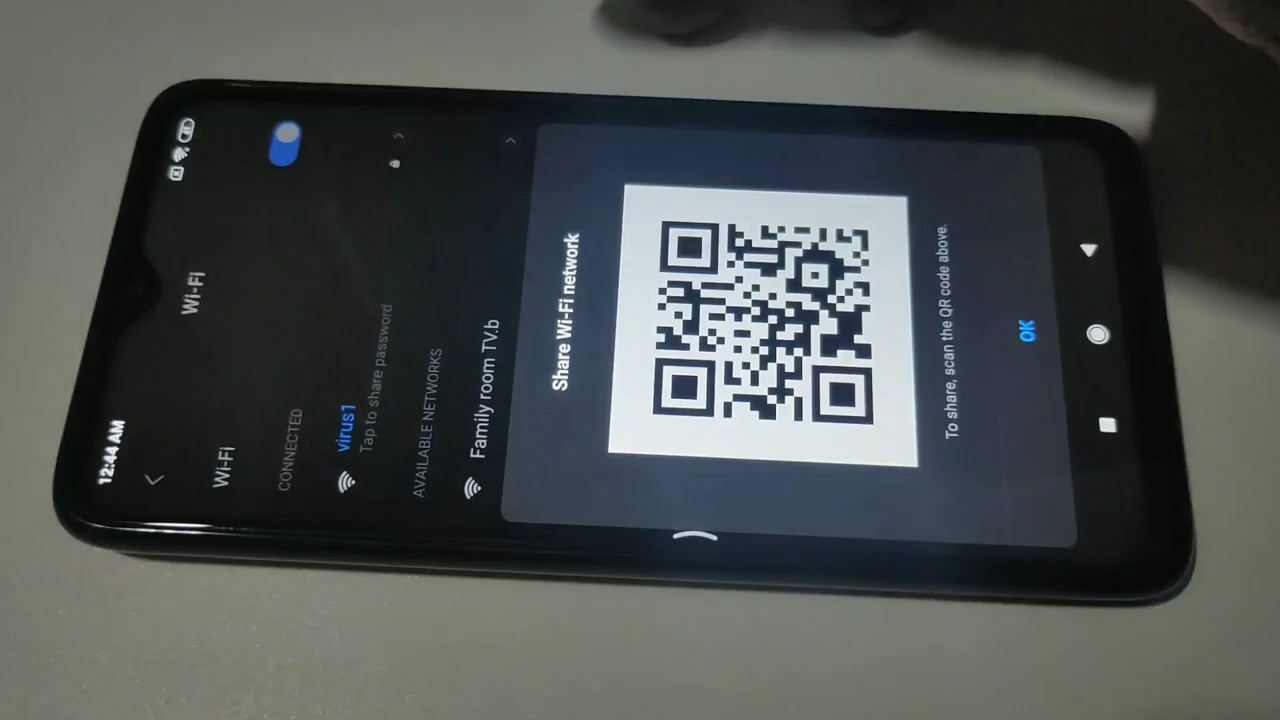 12:44 AM
Wi-Fi
Wi-Fi
CONNECTED
virus1
Tap to share password
AVAILABLE NETWORKS
Family room TV.b
Share Wi-Fi network
To share, scan the QR code above.
OK